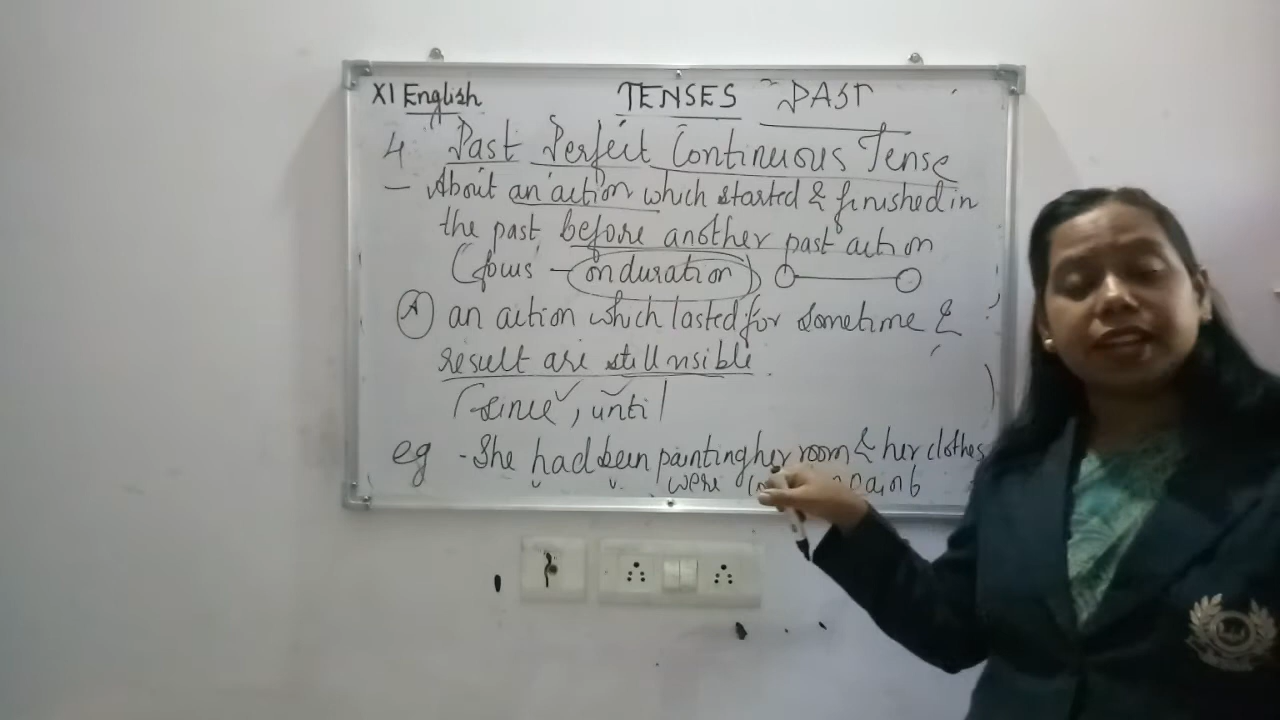 XI English TENSES - PAST
4 Past Perfect Continuous Tense
- About an action which started & finished in
the past before another past action
(focus - on duration)
(A) an action which lasted for sometime &
result are still visible.
(since, until
eg - She had been painting her room & her clothes
were paint